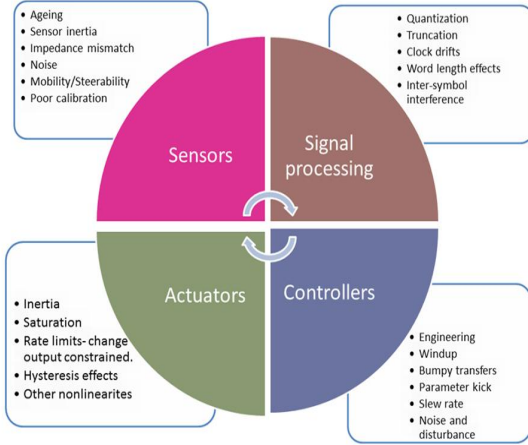 • Ageing
• Sensor inertia
• Impedance mismatch
• Noise
• Mobility/Steerability
• Poor calibration
• Quantization
• Truncation
• Clock drifts
• Word length effects
• Inter-symbol
interference
Sensors
Signal
processing
Actuators
Controllers
• Inertia
• Saturation
• Rate limits- change
output constrained.
• Hysteresis effects
• Other nonlinearites
• Engineering
• Windup
• Bumpy transfers
• Parameter kick
• Slew rate
• Noise and
disturbance